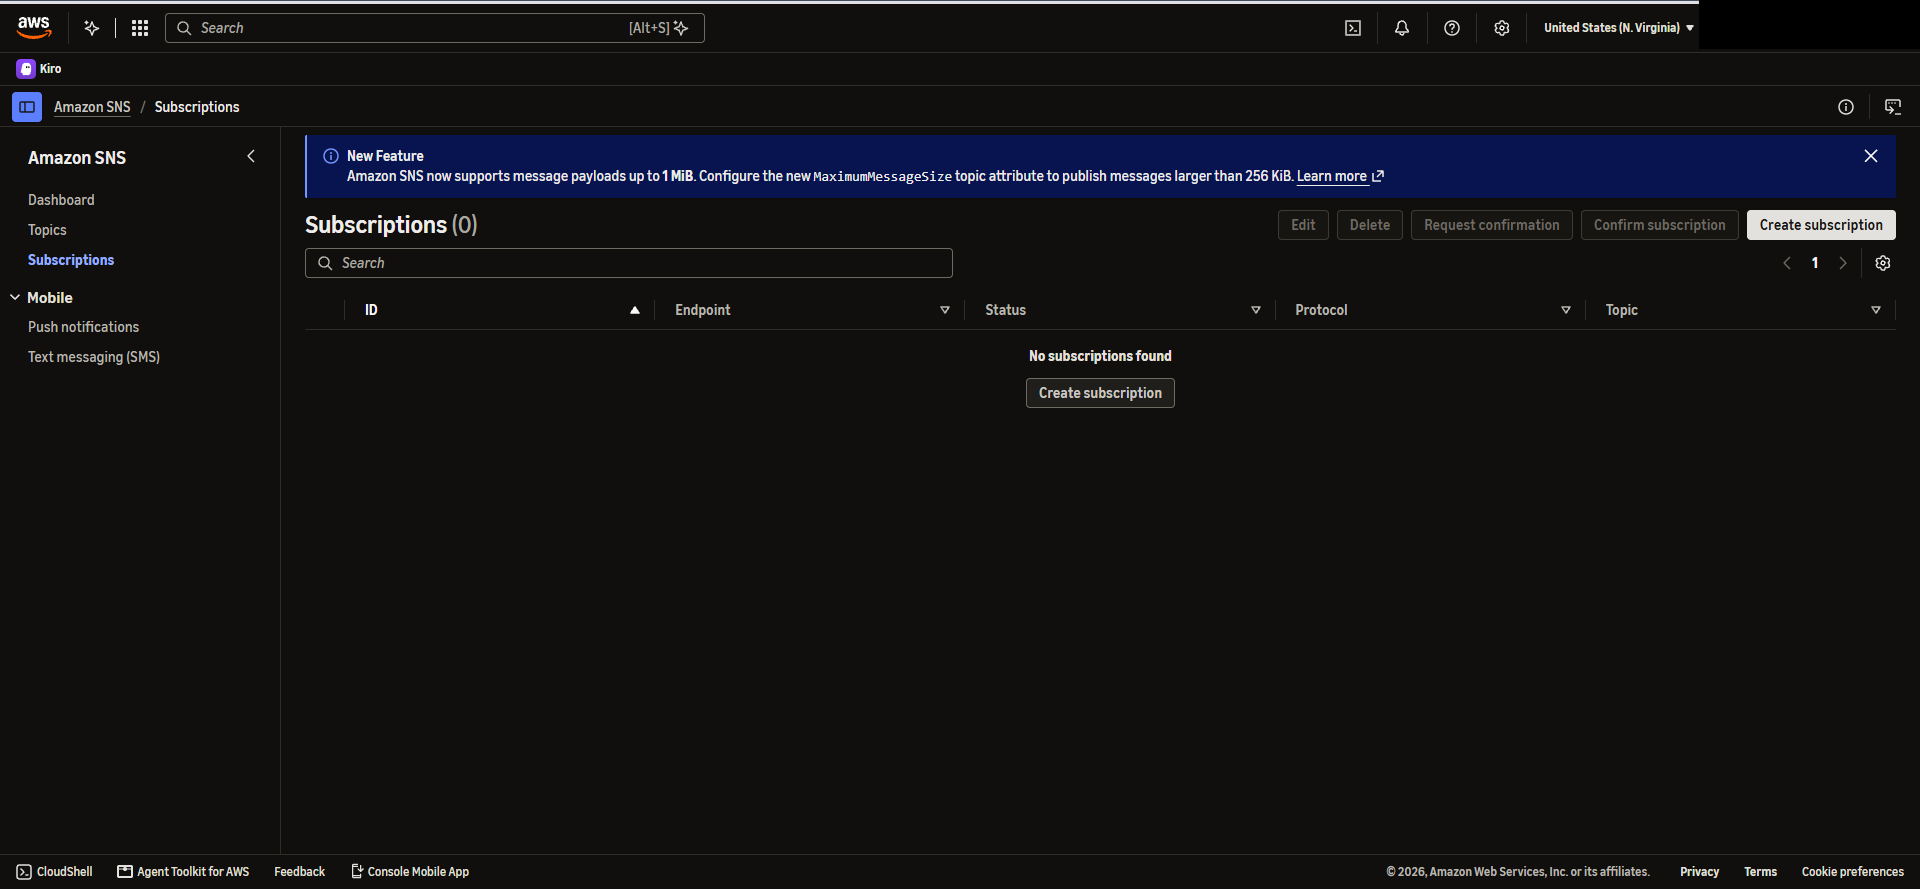 aws
Search [Alt+S]
United States (N. Virginia)
Kiro
Amazon SNS / Subscriptions
Amazon SNS
Dashboard
Topics
Subscriptions
Mobile
Push notifications
Text messaging (SMS)
New Feature
Amazon SNS now supports message payloads up to 1 MiB. Configure the new MaximumMessageSize topic attribute to publish messages larger than 256 KiB. Learn more
Subscriptions (0)
Edit Delete Request confirmation Confirm subscription Create subscription
Search
1
ID Endpoint Status Protocol Topic
No subscriptions found
Create subscription
CloudShell Agent Toolkit for AWS Feedback Console Mobile App © 2026, Amazon Web Services, Inc. or its affiliates. Privacy Terms Cookie preferences